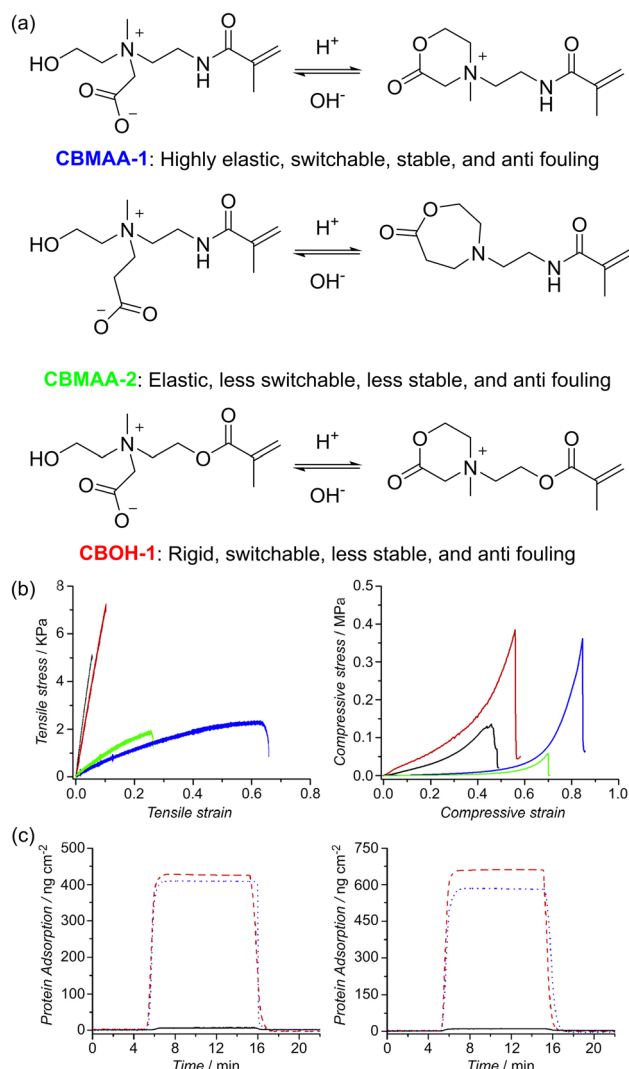 (a)
HO
N
+
N
H
O
O
O
−
H+
OH-
O
O
N
+
N
H
O
CBMAA-1: Highly elastic, switchable, stable, and anti fouling
HO
N
+
N
H
O
−
O
O
H+
OH-
O
O
N
N
H
O
CBMAA-2: Elastic, less switchable, less stable, and anti fouling
HO
N
+
O
O
O
O
−
H+
OH-
O
O
N
+
O
O
CBOH-1: Rigid, switchable, less stable, and anti fouling
(b)
Tensile stress / KPa
8
6
4
2
0
0.0 0.2 0.4 0.6 0.8
Tensile strain
Compressive stress / MPa
0.5
0.4
0.3
0.2
0.1
0.0
0.0 0.2 0.4 0.6 0.8 1.0
Compressive strain
(c)
Protein Adsorption / ng cm-2
500
400
300
200
100
0
0 4 8 12 16 20
Time / min
Protein Adsorption / ng cm-2
750
600
450
300
150
0
0 4 8 12 16 20
Time / min